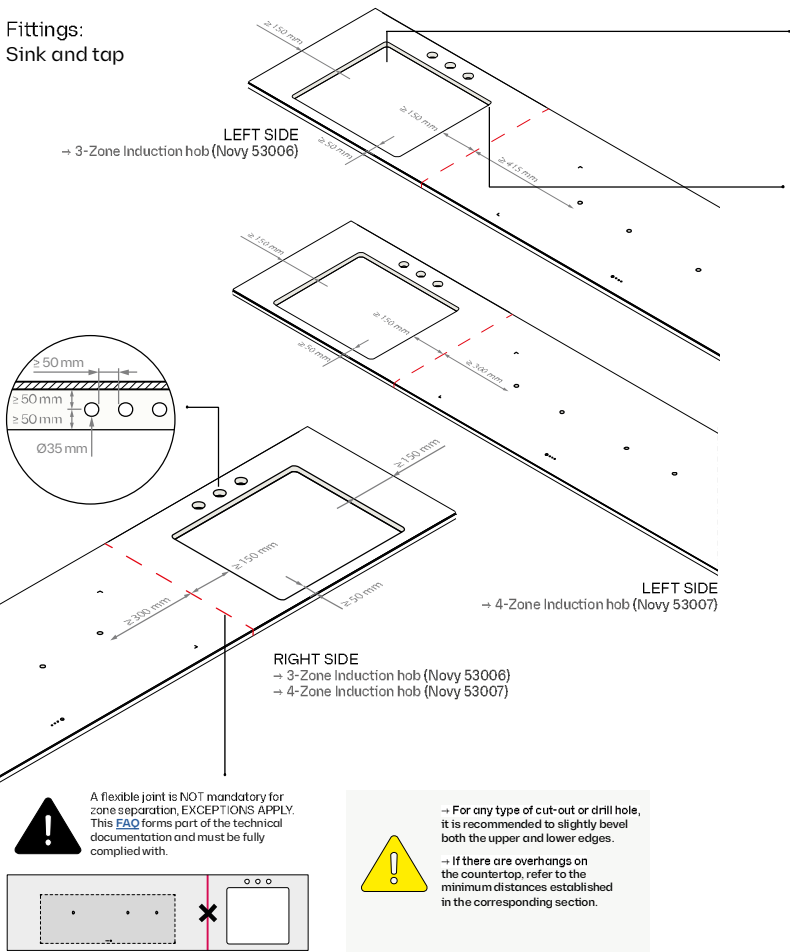 Fittings:
Sink and tap
≥150 mm
≥150 mm
≥50 mm
≥415 mm
LEFT SIDE
→ 3-Zone Induction hob (Novy 53006)
≥150 mm
≥150 mm
≥50 mm
≥300 mm
LEFT SIDE
→ 4-Zone Induction hob (Novy 53007)
≥50 mm
≥50 mm
≥50 mm
Ø35 mm
≥150 mm
≥150 mm
≥50 mm
≥300 mm
RIGHT SIDE
→ 3-Zone Induction hob (Novy 53006)
→ 4-Zone Induction hob (Novy 53007)
A flexible joint is NOT mandatory for
zone separation, EXCEPTIONS APPLY.
This FAQ forms part of the technical
documentation and must be fully
complied with.
→ For any type of cut-out or drill hole,
it is recommended to slightly bevel
both the upper and lower edges.
→ If there are overhangs on
the countertop, refer to the
minimum distances established
in the corresponding section.